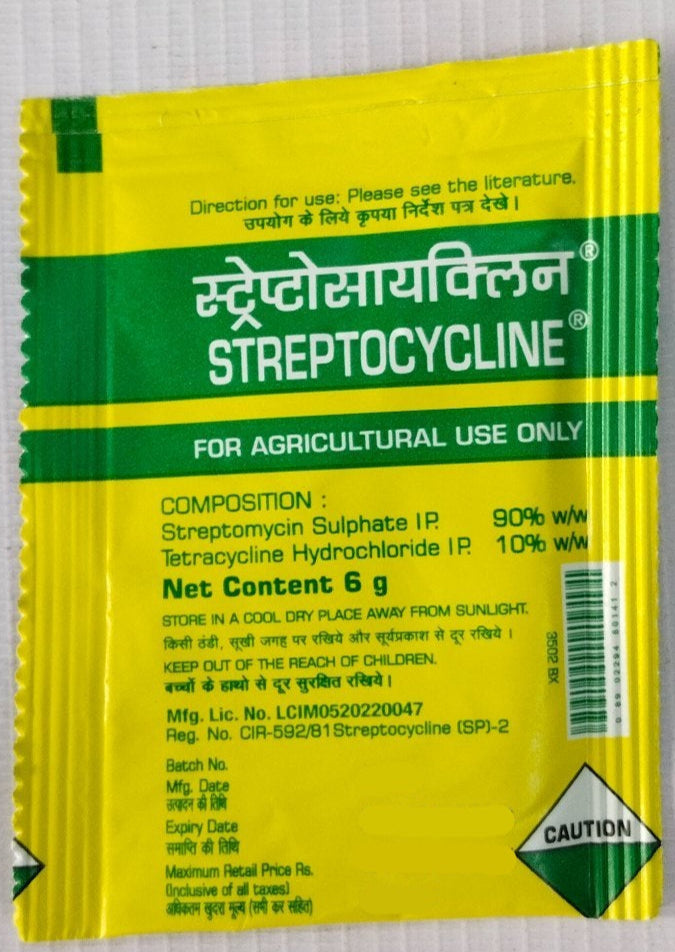 Direction for use: Please see the literature.
उपयोग के लिये कृपया निर्देश पत्र देखे।
स्ट्रेप्टोसायक्लिन®
STREPTOCYCLINE®
FOR AGRICULTURAL USE ONLY
COMPOSITION :
Streptomycin Sulphate I.P. 90% w/w
Tetracycline Hydrochloride I.P. 10% w/w
Net Content 6 g
STORE IN A COOL DRY PLACE AWAY FROM SUNLIGHT.
किसी ठंडी, सूखी जगह पर रखिये और सूर्यप्रकाश से दूर रखिये ।
KEEP OUT OF THE REACH OF CHILDREN.
बच्चों के हाथो से दूर सुरक्षित रखिये।
Mfg. Lic. No. LCIM0520220047
Reg. No. CIR-592/81 Streptocycline (SP)-2
Batch No.
Mfg. Date
उत्पादन की तिथि
Expiry Date
समाप्ति की तिथि
Maximum Retail Price Rs.
(Inclusive of all taxes)
अधिकतम खुदरा मूल्य (सभी कर सहित)
3502 BX
CAUTION